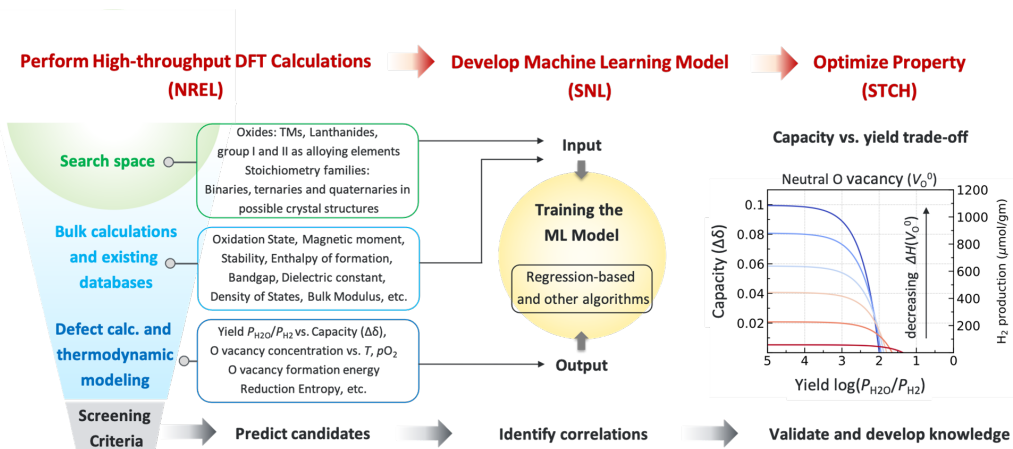 Perform High-throughput DFT Calculations
(NREL)
Develop Machine Learning Model
(SNL)
Optimize Property
(STCH)
Search space
Oxides: TMs, Lanthanides,
group I and II as alloying elements
Stoichiometry families:
Binaries, ternaries and quaternaries in
possible crystal structures
Bulk calculations
and existing
databases
Oxidation State, Magnetic moment,
Stability, Enthalpy of formation,
Bandgap, Dielectric constant,
Density of States, Bulk Modulus, etc.
Defect calc. and
thermodynamic
modeling
Yield P_H2O/P_H2 vs. Capacity (Δδ),
O vacancy concentration vs. T, pO2
O vacancy formation energy
Reduction Entropy, etc.
Screening
Criteria
Input
Training the
ML Model
Regression-based
and other algorithms
Output
Capacity vs. yield trade-off
Neutral O vacancy (V_O^0)
Capacity (Δδ)
0.1
0.08
0.06
0.04
0.02
decreasing ΔH(V_O^0)
1200
1000
800
600
400
200
H2 production (μmol/gm)
5 4 3 2 1 0
Yield log(P_H2O/P_H2)
Predict candidates
Identify correlations
Validate and develop knowledge